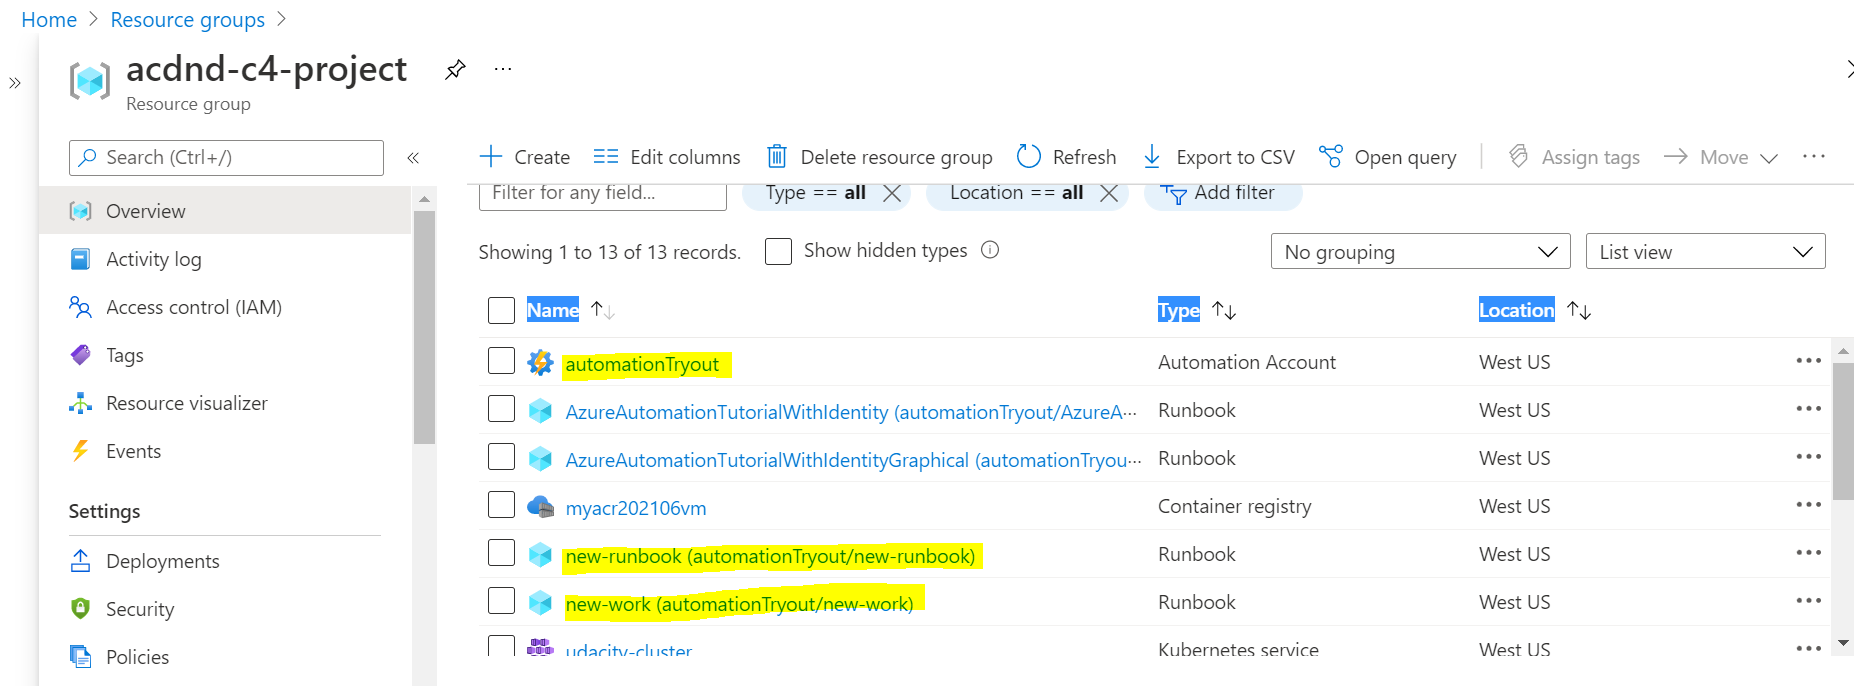 Home > Resource groups >
acdnd-c4-project ...
Resource group
Search (Ctrl+/)
Create Edit columns Delete resource group Refresh Export to CSV Open query Assign tags Move ...
Filter for any field... Type == all Location == all Add filter
Showing 1 to 13 of 13 records. Show hidden types No grouping List view
Overview
Activity log
Access control (IAM)
Tags
Resource visualizer
Events
Settings
Deployments
Security
Policies
Name Type Location
automationTryout Automation Account West US
AzureAutomationTutorialWithIdentity (automationTryout/AzureA... Runbook West US
AzureAutomationTutorialWithIdentityGraphical (automationTryou... Runbook West US
myacr202106vm Container registry West US
new-runbook (automationTryout/new-runbook) Runbook West US
new-work (automationTryout/new-work) Runbook West US
udacity-cluster Kubernetes service West US